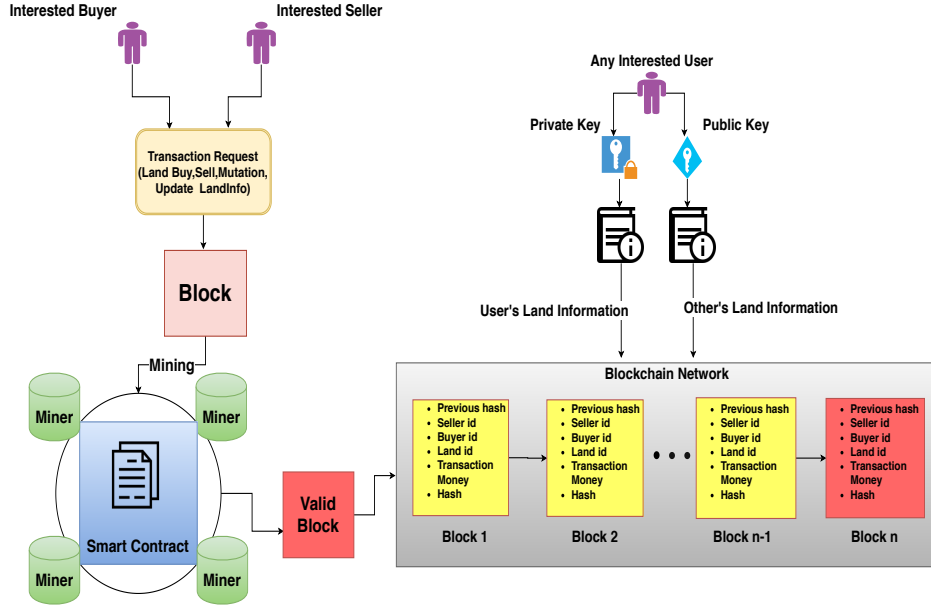 Interested Buyer
Interested Seller
Transaction Request
(Land Buy,Sell,Mutation,
Update LandInfo)
Block
Mining
Miner
Miner
Smart Contract
Miner
Miner
Valid
Block
Any Interested User
Private Key
Public Key
User's Land Information
Other's Land Information
Blockchain Network
• Previous hash
• Seller id
• Buyer id
• Land id
• Transaction
Money
• Hash
Block 1
• Previous hash
• Seller id
• Buyer id
• Land id
• Transaction
Money
• Hash
Block 2
• Previous hash
• Seller id
• Buyer id
• Land id
• Transaction
Money
• Hash
Block n-1
• Previous hash
• Seller id
• Buyer id
• Land id
• Transaction
Money
• Hash
Block n